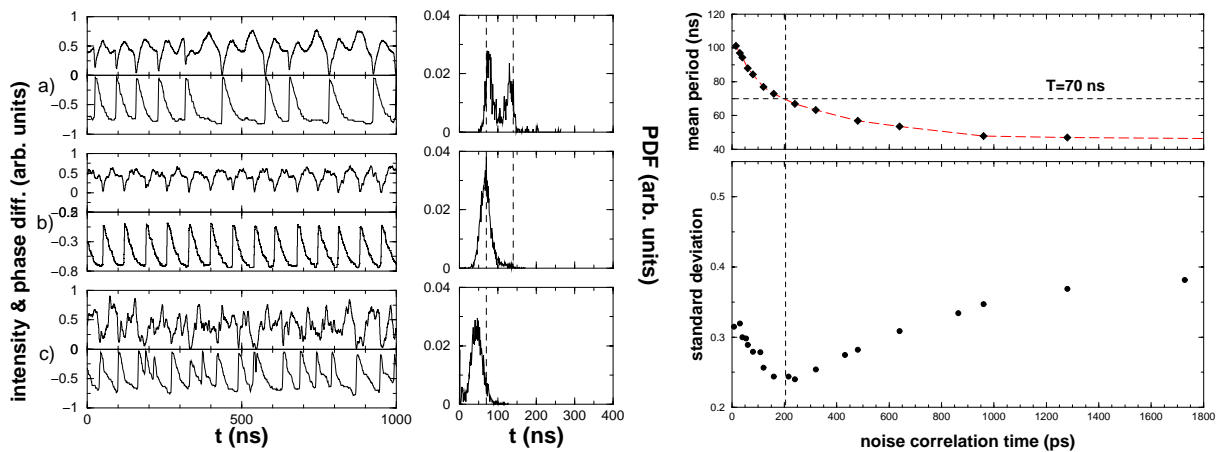 intensity & phase diff. (arb. units)
a)
1
0.5
0
−0.5
−1
b)
1
0.5
0
−0.5
0.2
−0.3
−0.8
c)
1
0.5
0
−0.5
−1
0 500 1000
t (ns)
0.04
0.02
0
0.04
0.02
0
0.04
0.02
0
0 100 200 300 400
t (ns)
PDF (arb. units)
mean period (ns)
120
100
80
60
40
T=70 ns
standard deviation
0.5
0.4
0.3
0.2
0 200 400 600 800 1000 1200 1400 1600 1800
noise correlation time (ps)